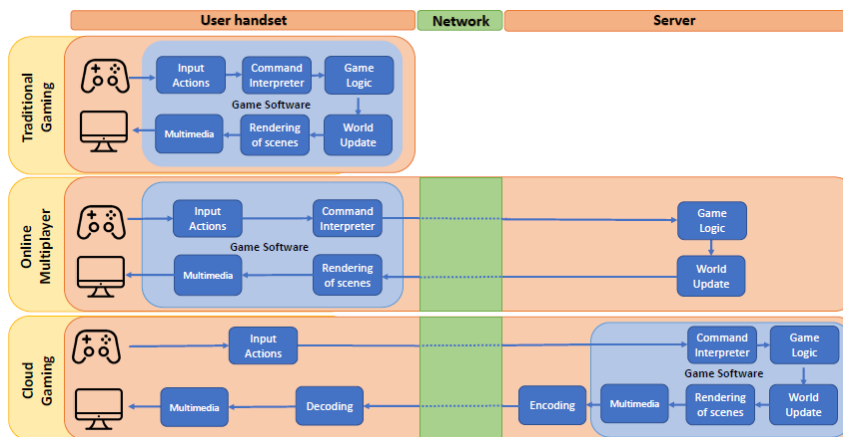 User handset
Network
Server
Traditional
Gaming
Input
Actions
Command
Interpreter
Game
Logic
Game Software
Multimedia
Rendering
of scenes
World
Update
Online
Multiplayer
Input
Actions
Command
Interpreter
Game
Logic
Game Software
Multimedia
Rendering
of scenes
World
Update
Cloud
Gaming
Input
Actions
Command
Interpreter
Game
Logic
Game Software
Multimedia
Decoding
Encoding
Multimedia
Rendering
of scenes
World
Update